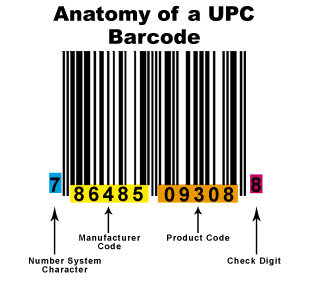 Anatomy of a UPC
Barcode
7 86485 09308 8
Manufacturer
Code
Product Code
Number System
Character
Check Digit